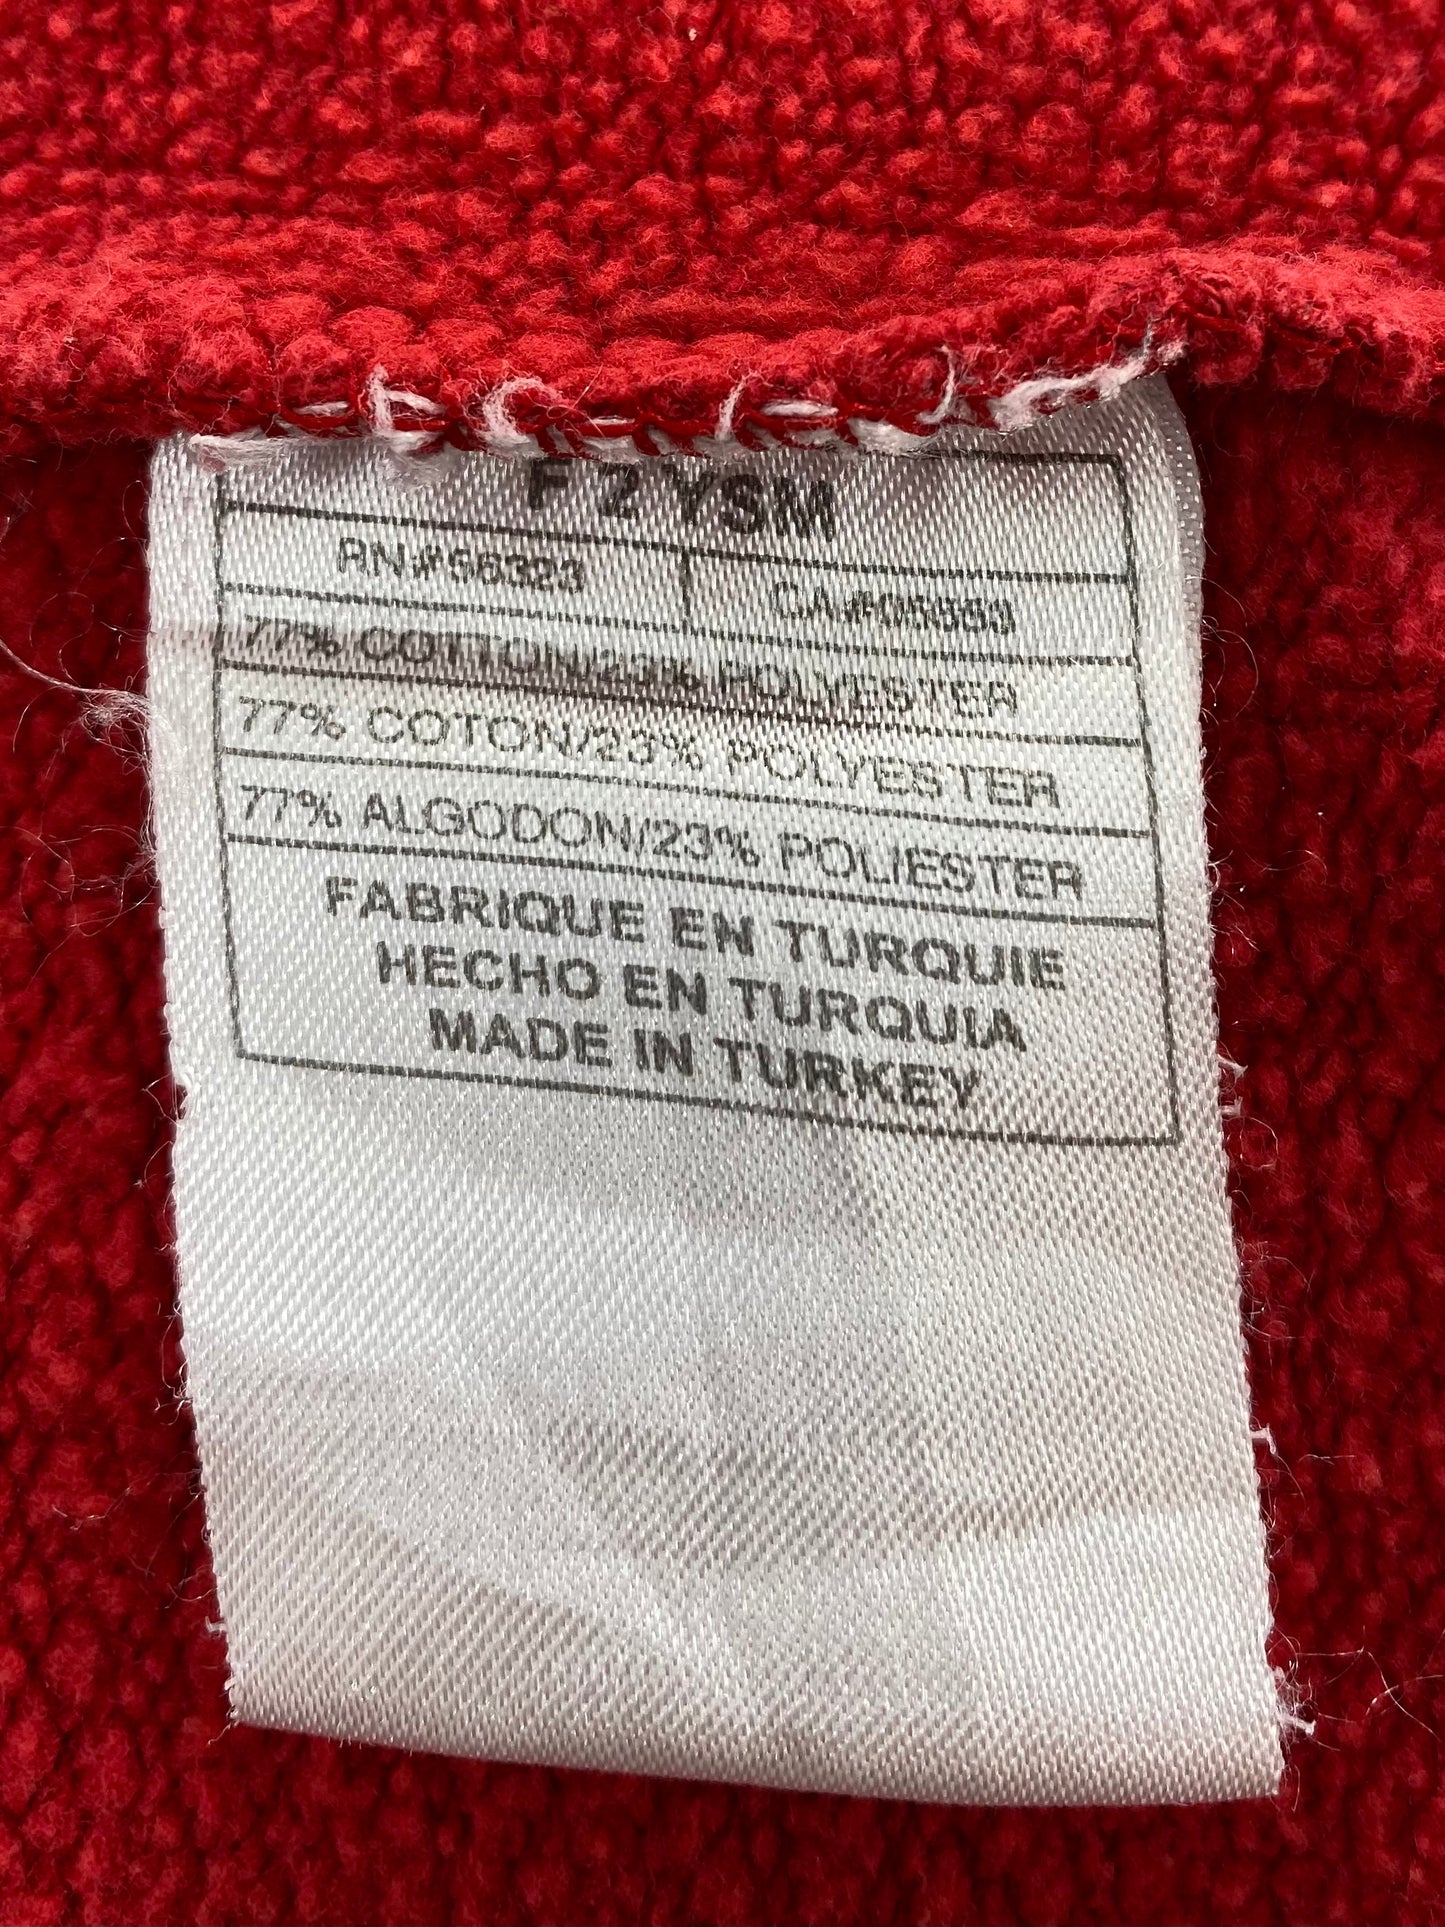 F Z YSM
RN#56323 CA#05553
77% COTTON/23% POLYESTER
77% COTON/23% POLYESTER
77% ALGODON/23% POLIESTER
FABRIQUE EN TURQUIE
HECHO EN TURQUIA
MADE IN TURKEY